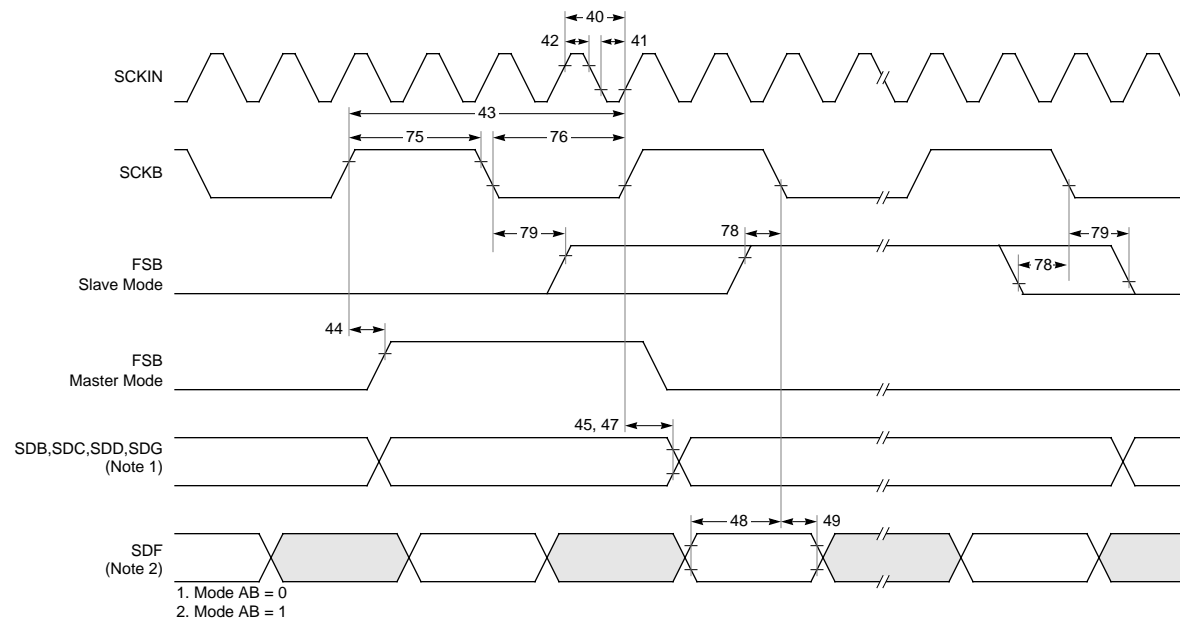 40
42
41
SCKIN
43
75
76
SCKB
79
78
79
FSB
Slave Mode
78
44
FSB
Master Mode
45, 47
SDB,SDC,SDD,SDG
(Note 1)
48
49
SDF
(Note 2)
1. Mode AB = 0
2. Mode AB = 1